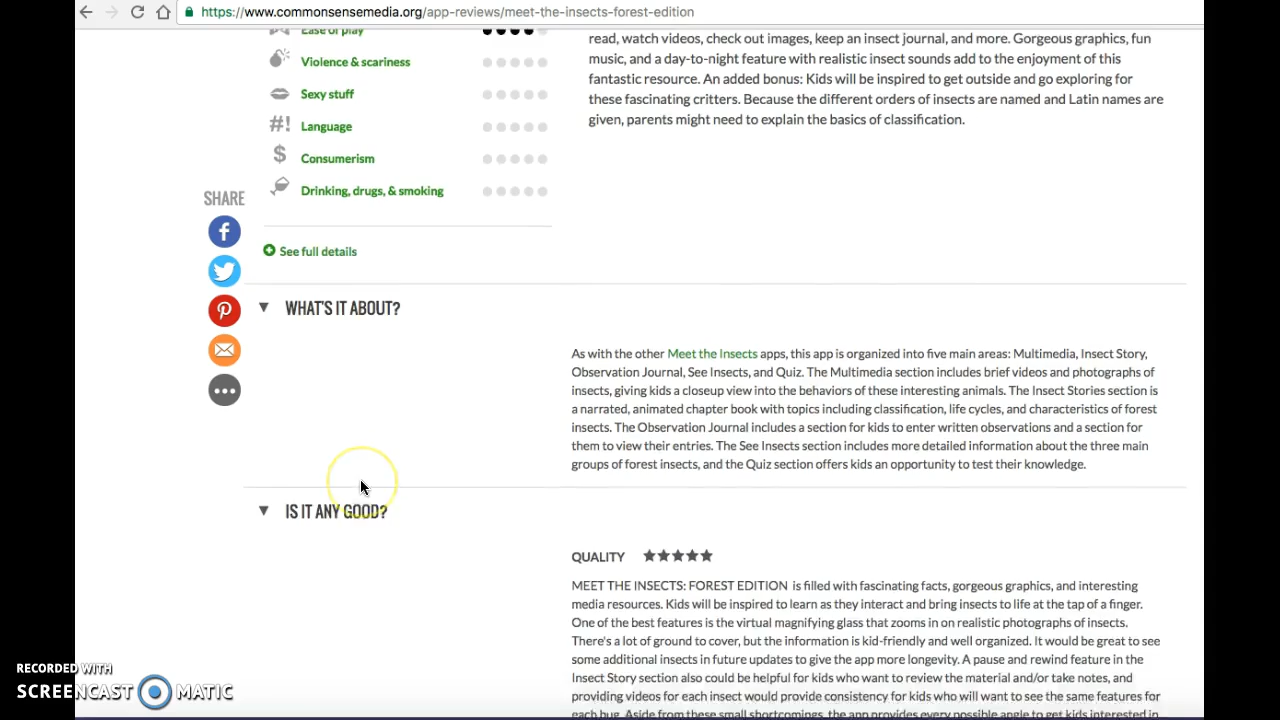 https://www.commonsensemedia.org/app-reviews/meet-the-insects-forest-edition
Ease of play
Violence & scariness
Sexy stuff
#! Language
$ Consumerism
Drinking, drugs, & smoking
See full details
read, watch videos, check out images, keep an insect journal, and more. Gorgeous graphics, fun
music, and a day-to-night feature with realistic insect sounds add to the enjoyment of this
fantastic resource. An added bonus: Kids will be inspired to get outside and go exploring for
these fascinating critters. Because the different orders of insects are named and Latin names are
given, parents might need to explain the basics of classification.
SHARE
WHAT'S IT ABOUT?
As with the other Meet the Insects apps, this app is organized into five main areas: Multimedia, Insect Story,
Observation Journal, See Insects, and Quiz. The Multimedia section includes brief videos and photographs of
insects, giving kids a closeup view into the behaviors of these interesting animals. The Insect Stories section is
a narrated, animated chapter book with topics including classification, life cycles, and characteristics of forest
insects. The Observation Journal includes a section for kids to enter written observations and a section for
them to view their entries. The See Insects section includes more detailed information about the three main
groups of forest insects, and the Quiz section offers kids an opportunity to test their knowledge.
IS IT ANY GOOD?
QUALITY
MEET THE INSECTS: FOREST EDITION is filled with fascinating facts, gorgeous graphics, and interesting
media resources. Kids will be inspired to learn as they interact and bring insects to life at the tap of a finger.
One of the best features is the virtual magnifying glass that zooms in on realistic photographs of insects.
There's a lot of ground to cover, but the information is kid-friendly and well organized. It would be great to see
some additional insects in future updates to give the app more longevity. A pause and rewind feature in the
Insect Story section also could be helpful for kids who want to review the material and/or take notes, and
providing videos for each insect would provide consistency for kids who will want to see the same features for
each bug. Aside from these small shortcomings, the app provides every possible angle to get kids interested in
RECORDED WITH
SCREENCAST MATIC